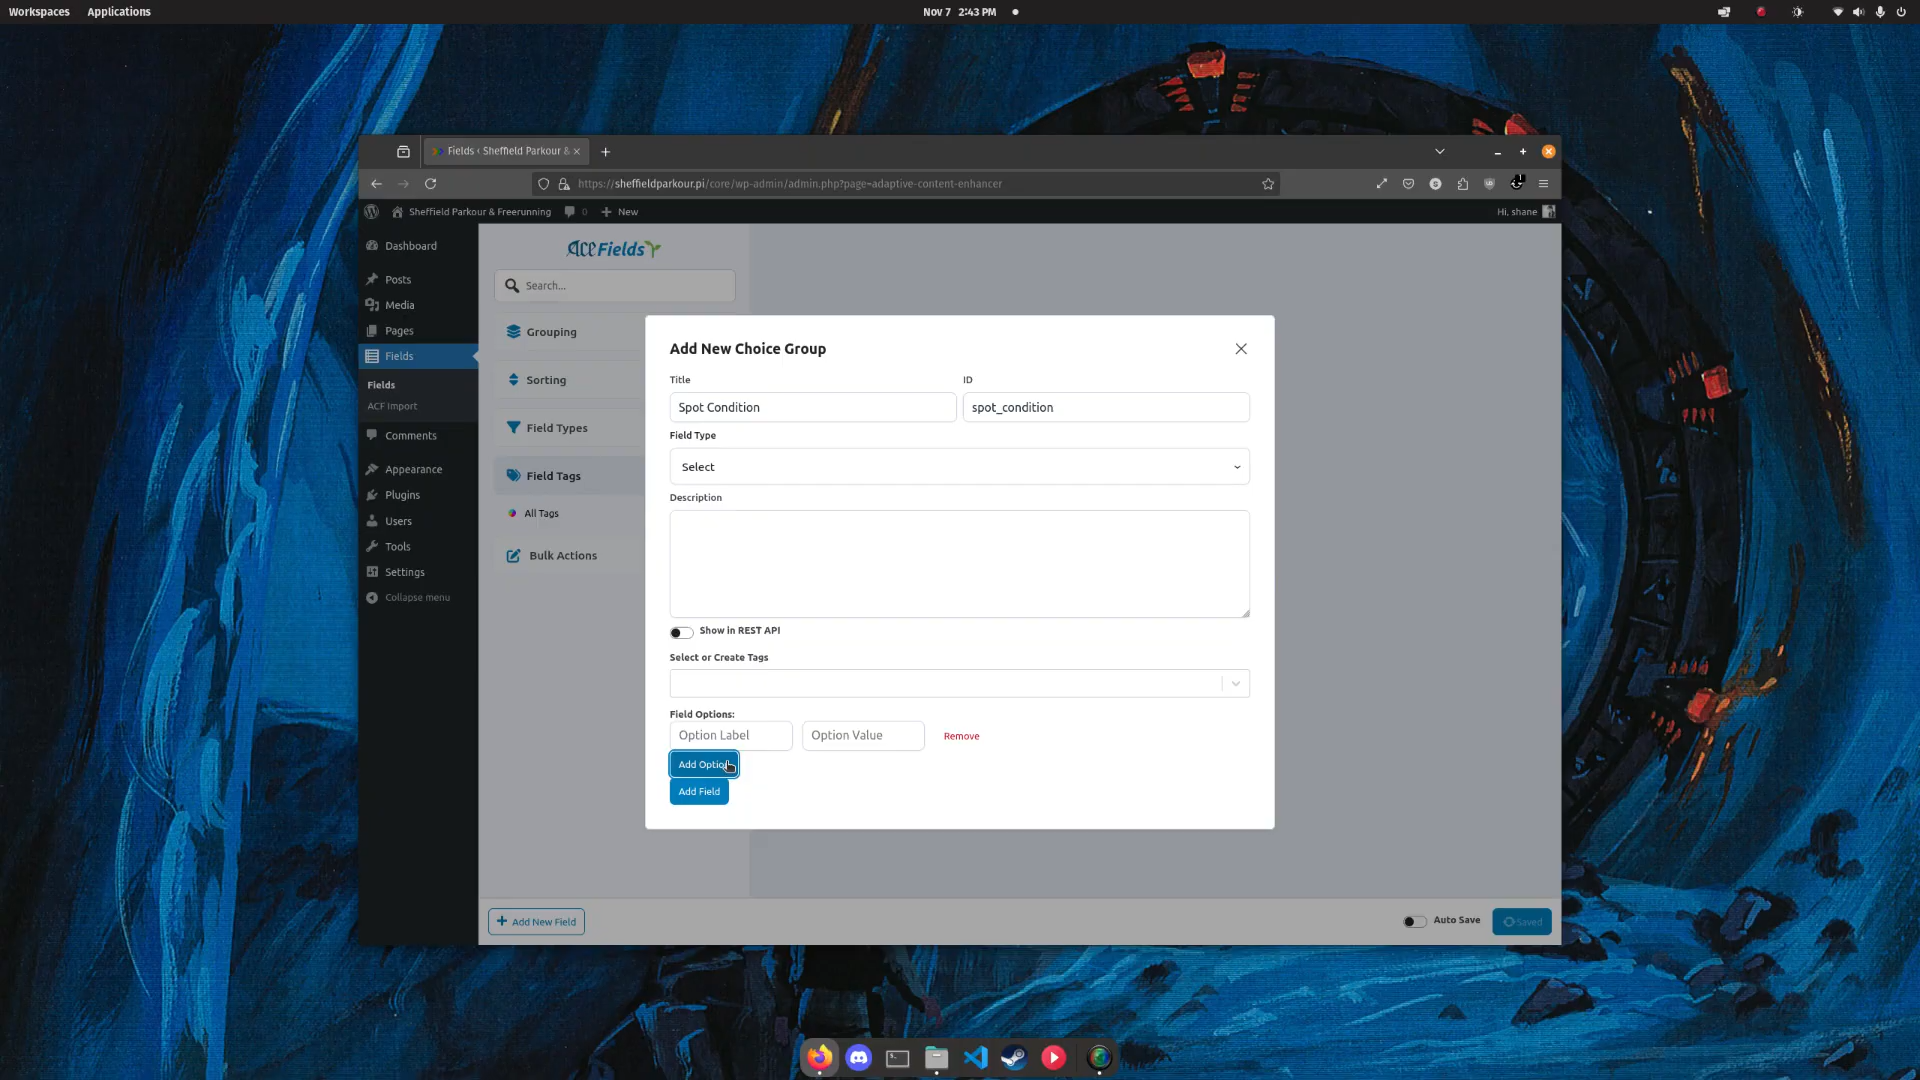 Workspaces Applications Nov 7 2:43 PM
Fields ‹ Sheffield Parkour &
https://sheffieldparkour.pi/core/wp-admin/admin.php?page=adaptive-content-enhancer
Sheffield Parkour & Freerunning 0 New Hi, shane
Dashboard
Posts
Media
Pages
Fields
Fields
ACF Import
Comments
Appearance
Plugins
Users
Tools
Settings
Collapse menu
ACE Fields
Search...
Grouping
Sorting
Field Types
Field Tags
All Tags
Bulk Actions
Add New Choice Group
Title ID
Spot Condition spot_condition
Field Type
Select
Description
Show in REST API
Select or Create Tags
Field Options:
Option Label Option Value Remove
Add Option
Add Field
Add New Field Auto Save Saved